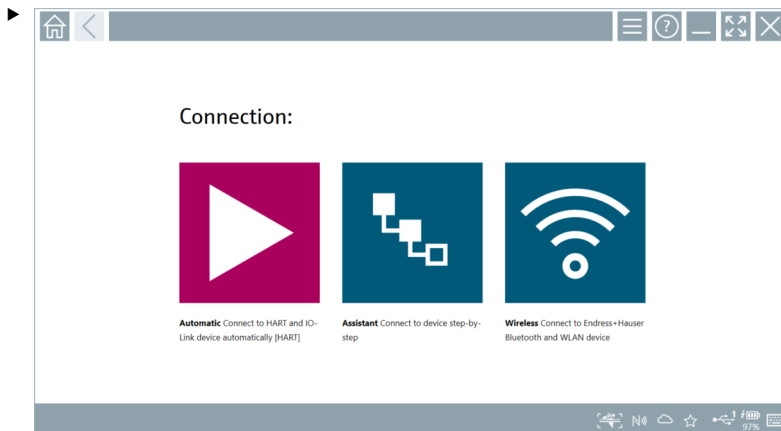 Connection:
Automatic Connect to HART and IO-
Link device automatically [HART]
Assistant Connect to device step-by-
step
Wireless Connect to Endress+Hauser
Bluetooth and WLAN device
1
97%